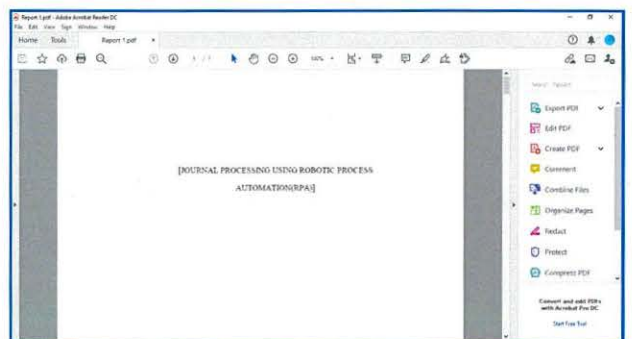 Report 1.pdf - Adobe Acrobat Reader DC
File Edit View Sign Window Help
Home Tools Report 1.pdf ×
[JOURNAL PROCESSING USING ROBOTIC PROCESS
AUTOMATION(RPA)]
Export PDF
Edit PDF
Create PDF
Comment
Combine Files
Organize Pages
Redact
Protect
Compress PDF
Convert and edit PDFs
with Acrobat Pro DC
Start Free Trial